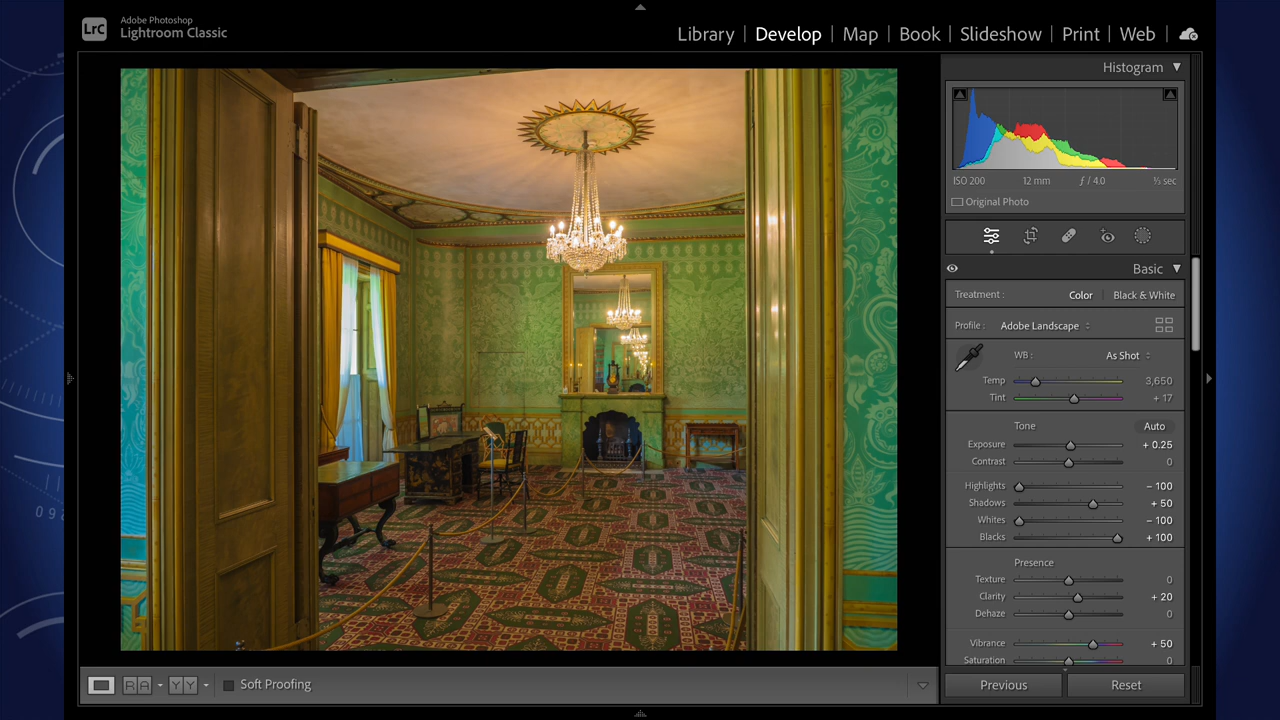 LrC
Adobe Photoshop
Lightroom Classic
Library | Develop | Map | Book | Slideshow | Print | Web
Histogram
ISO 200 12 mm ƒ / 4.0 ⅓ sec
Original Photo
Basic
Treatment : Color Black & White
Profile : Adobe Landscape
WB : As Shot
Temp 3,650
Tint + 17
Tone Auto
Exposure + 0.25
Contrast 0
Highlights − 100
Shadows + 50
Whites − 100
Blacks + 100
Presence
Texture 0
Clarity + 20
Dehaze 0
Vibrance + 50
Saturation 0
R A Y Y Soft Proofing
Previous Reset